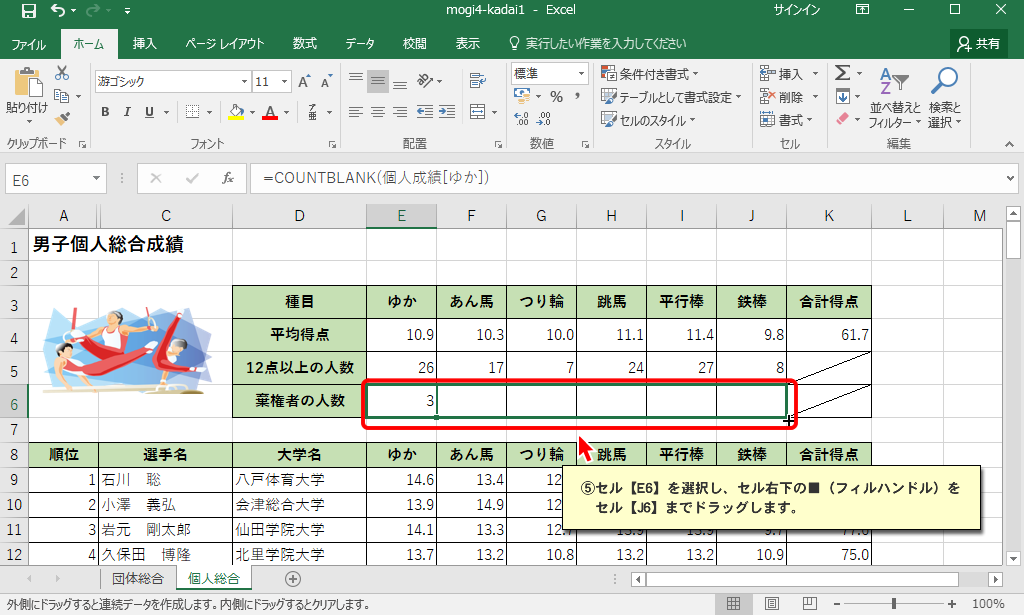 mogi4-kadai1 - Excel サインイン
ファイル ホーム 挿入 ページ レイアウト 数式 データ 校閲 表示 実行したい作業を入力してください 共有
游ゴシック 11 標準 条件付き書式 挿入
貼り付け テーブルとして書式設定 削除 並べ替えと 検索と
B I U A % , セルのスタイル 書式 フィルター 選択
クリップボード フォント 配置 数値 スタイル セル 編集
E6 fx =COUNTBLANK(個人成績[ゆか])
A C D E F G H I J K L M
1 男子個人総合成績
2
3 種目 ゆか あん馬 つり輪 跳馬 平行棒 鉄棒 合計得点
4 平均得点 10.9 10.3 10.0 11.1 11.4 9.8 61.7
5 12点以上の人数 26 17 7 24 27 8
6 棄権者の人数 3
7
8 順位 選手名 大学名 ゆか あん馬 つり輪 跳馬 平行棒 鉄棒 合計得点
9 1 石川 聡 八戸体育大学 14.6 13.4
10 2 小澤 義弘 会津総合大学 13.9 14.9
11 3 岩元 剛太郎 仙田学院大学 14.1 13.3
12 4 久保田 博隆 北里学院大学 13.7 13.2 10.8 13.2 13.2 10.9 75.0
⑤セル【E6】を選択し、セル右下の■（フィルハンドル）を
セル【J6】までドラッグします。
団体総合 個人総合
外側にドラッグすると連続データを作成します。内側にドラッグするとクリアします。 100%